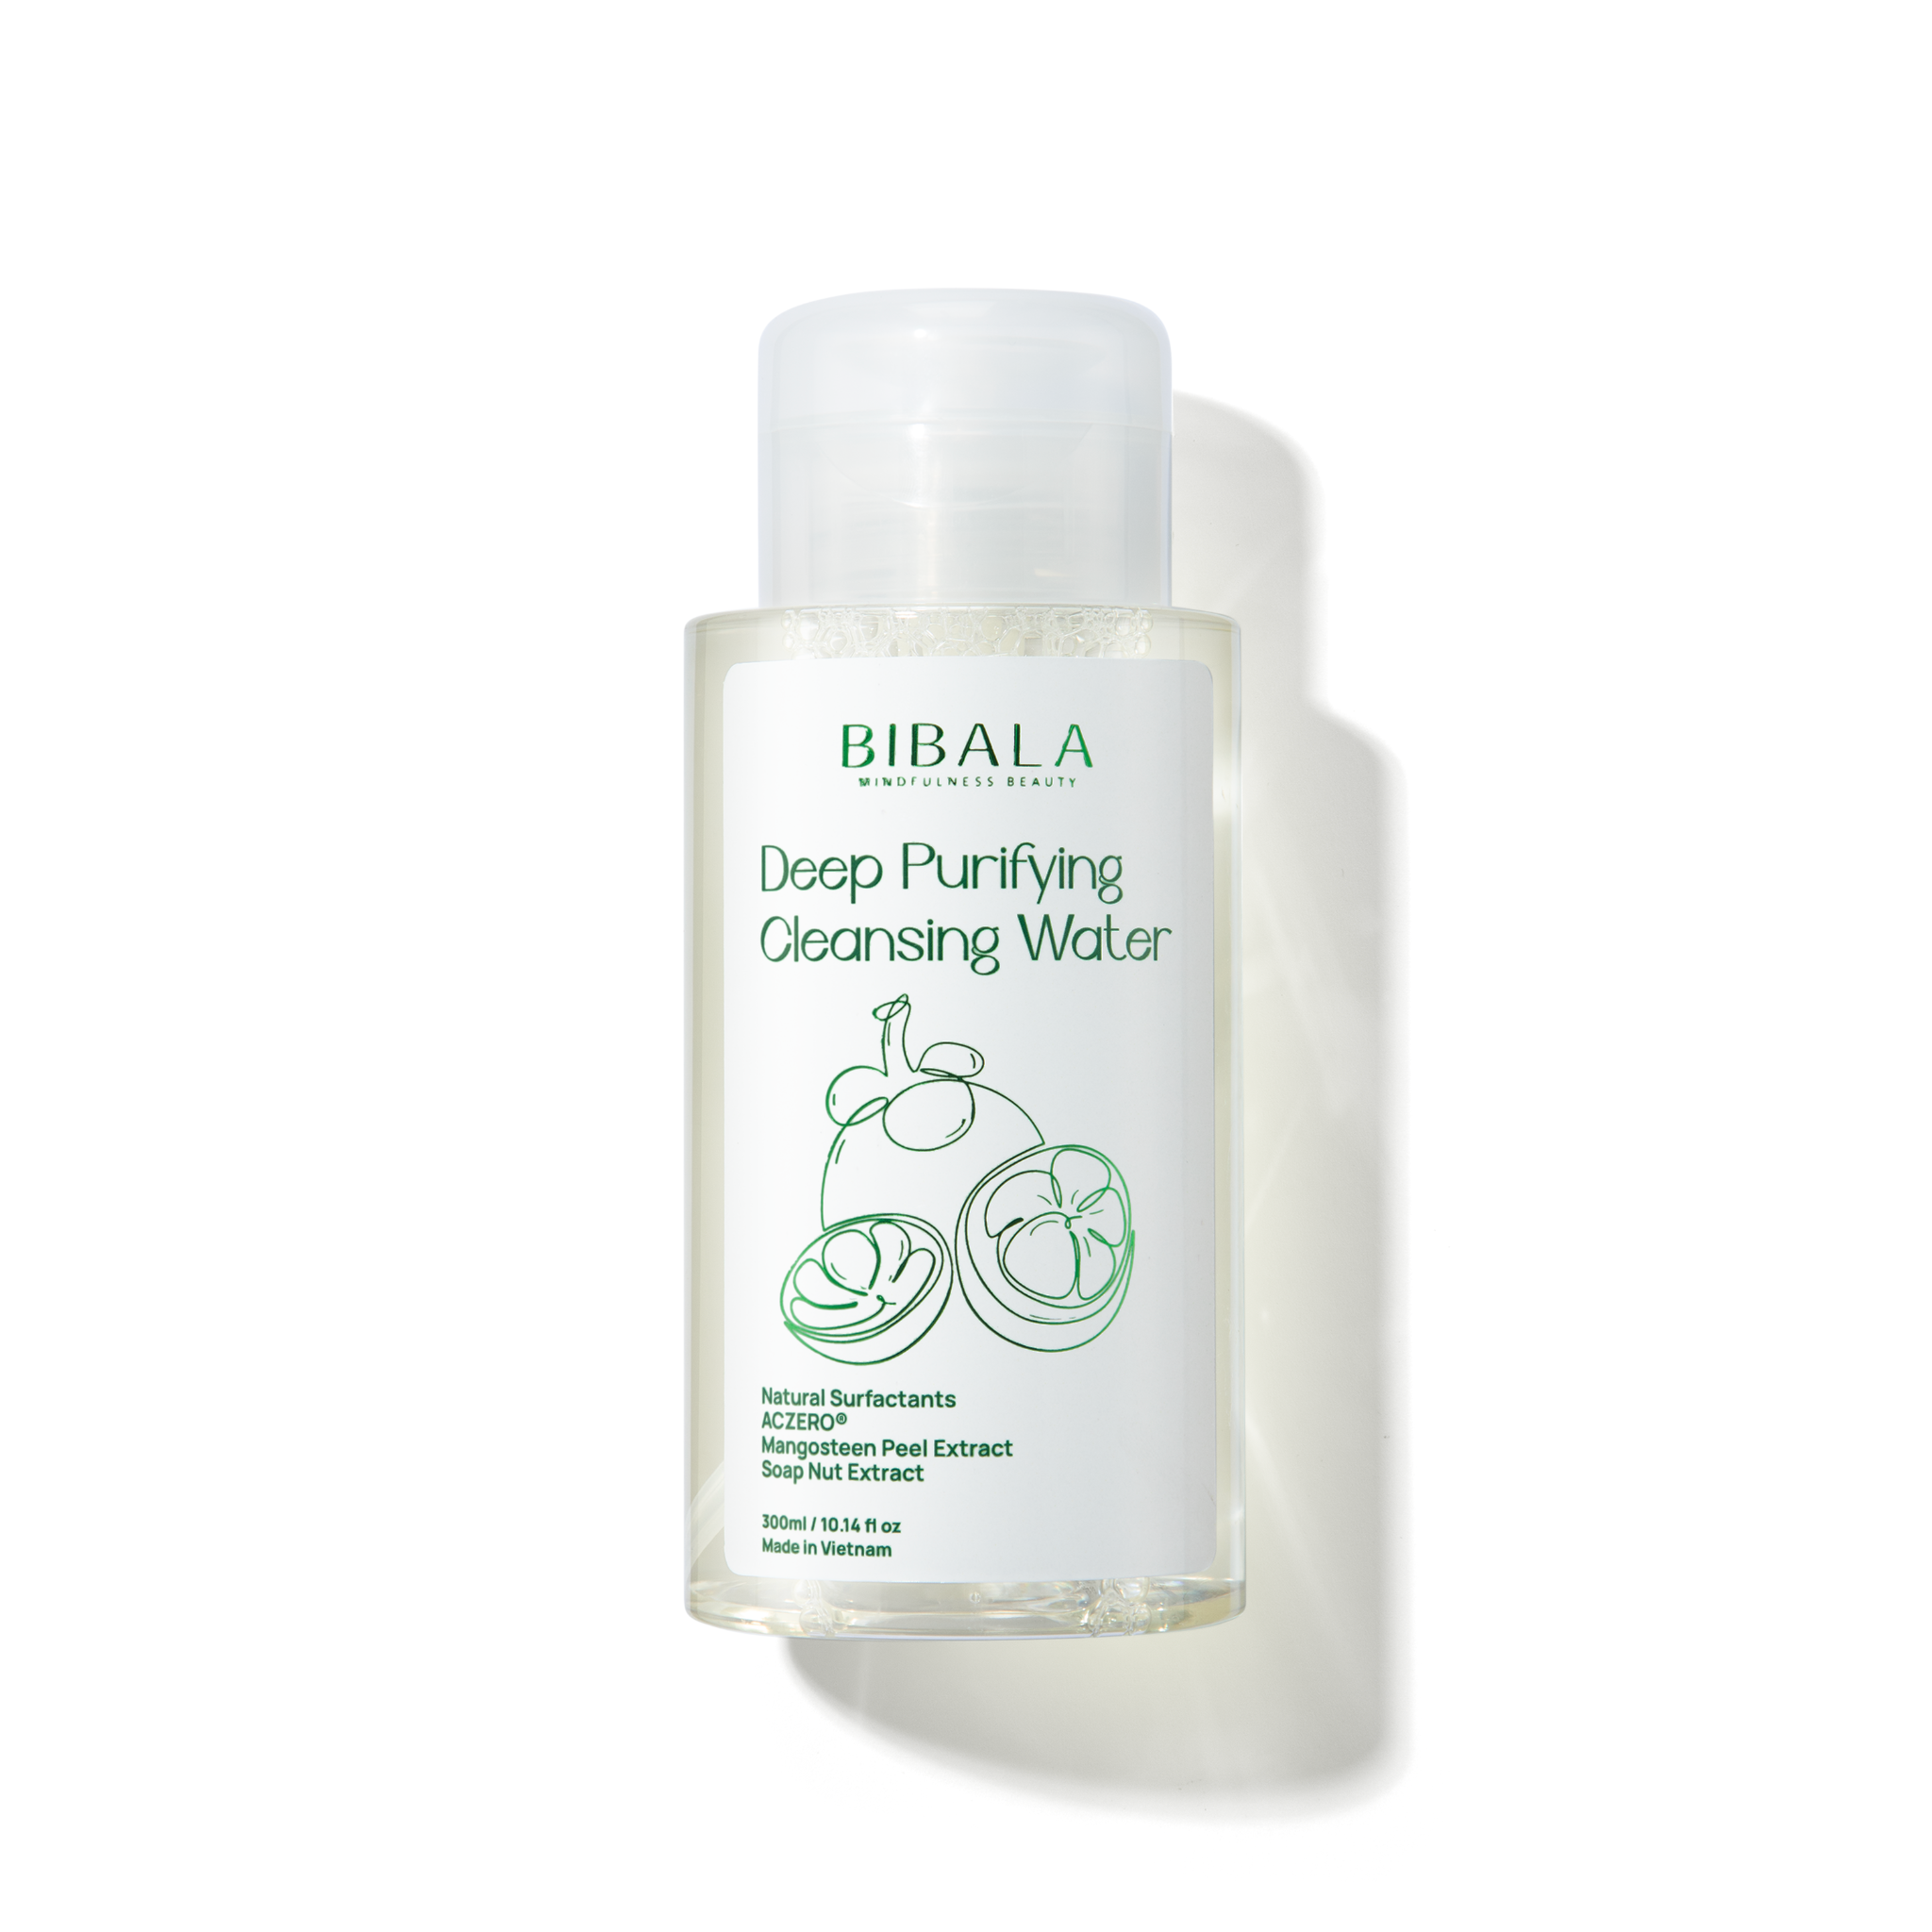 BIBALA
MINDFULNESS BEAUTY
Deep Purifying
Cleansing Water
Natural Surfactants
ACZERO®
Mangosteen Peel Extract
Soap Nut Extract
300ml / 10.14 fl oz
Made in Vietnam